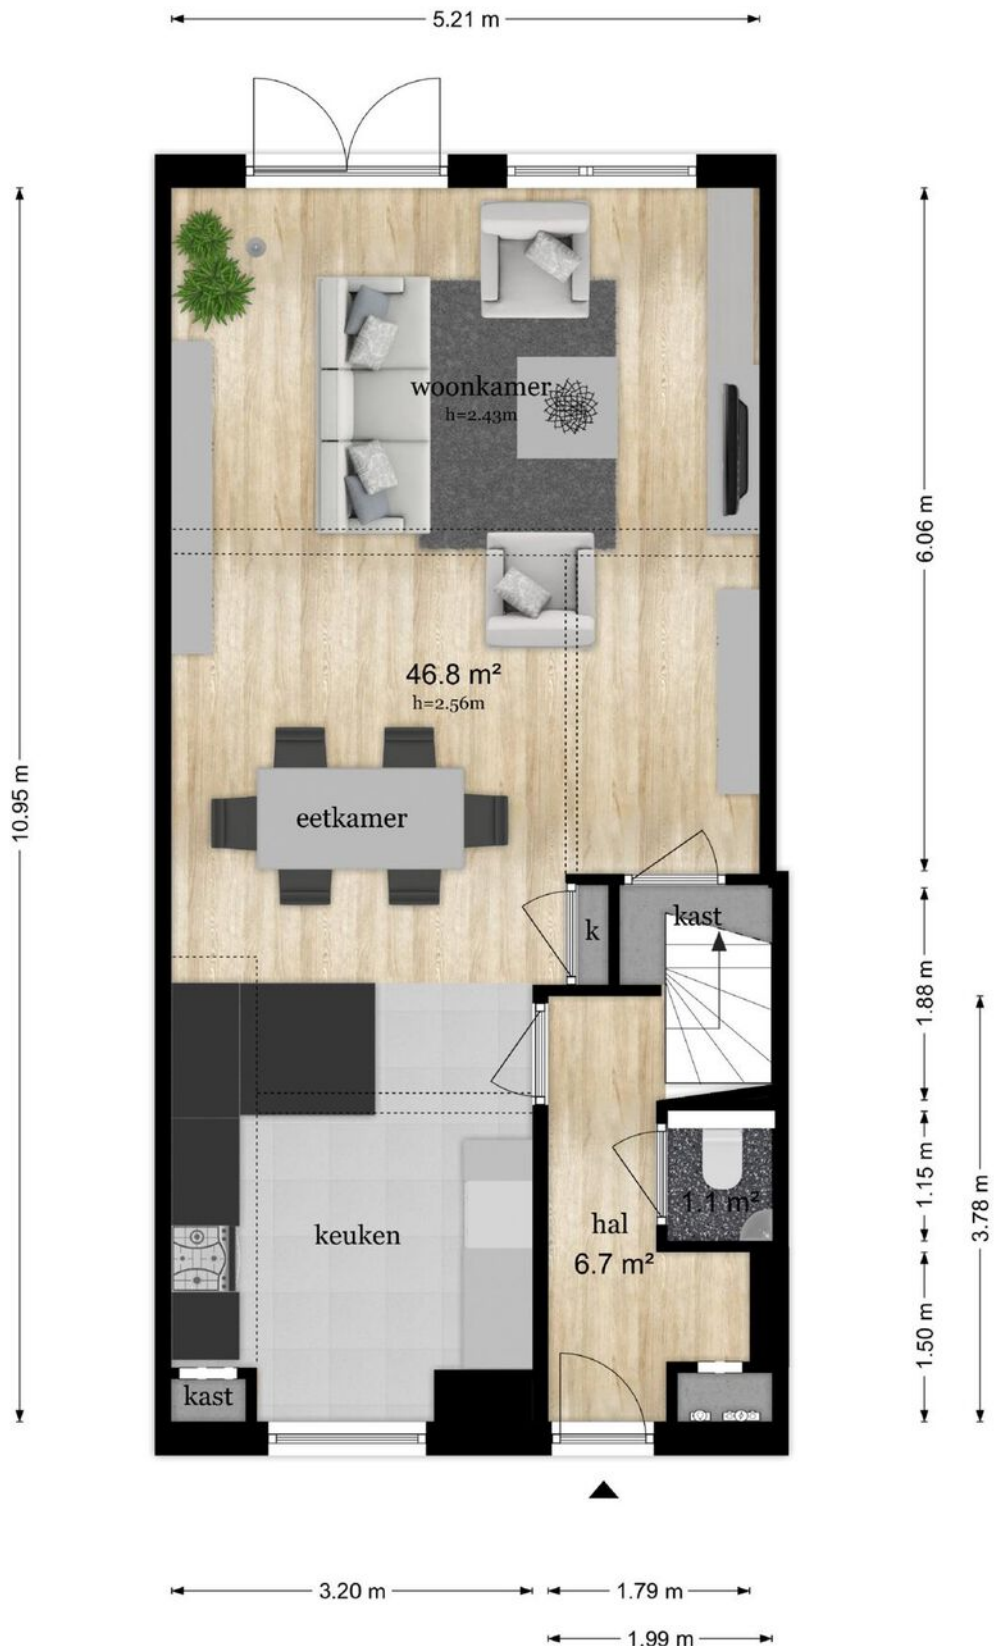 5.21 m
woonkamer
h=2.43m
6.06 m
46.8 m²
h=2.56m
10.95 m
eetkamer
k
kast
1.88 m
1.15 m
3.78 m
1.1 m²
hal
6.7 m²
keuken
1.50 m
kast
3.20 m
1.79 m
1.99 m